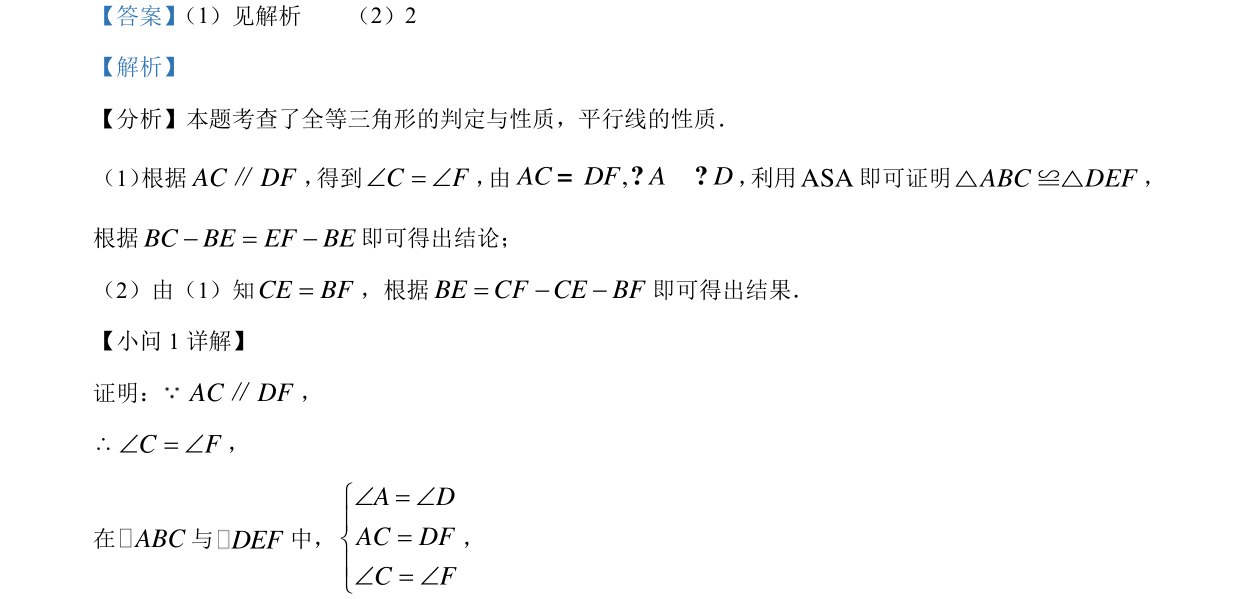 【答案】（1）见解析 （2）2
【解析】
【分析】本题考查了全等三角形的判定与性质，平行线的性质．
（1）根据 AC∥DF，得到∠C=∠F，由 AC= DF,?A ?D，利用 ASA 即可证明△ABC≌△DEF，
根据 BC−BE=EF−BE 即可得出结论；
（2）由（1）知 CE=BF，根据 BE=CF−CE−BF 即可得出结果．
【小问 1 详解】
证明：∵ AC∥DF，
∴∠C=∠F，
∠A=∠D
在□ABC 与□DEF 中，{AC=DF，
∠C=∠F